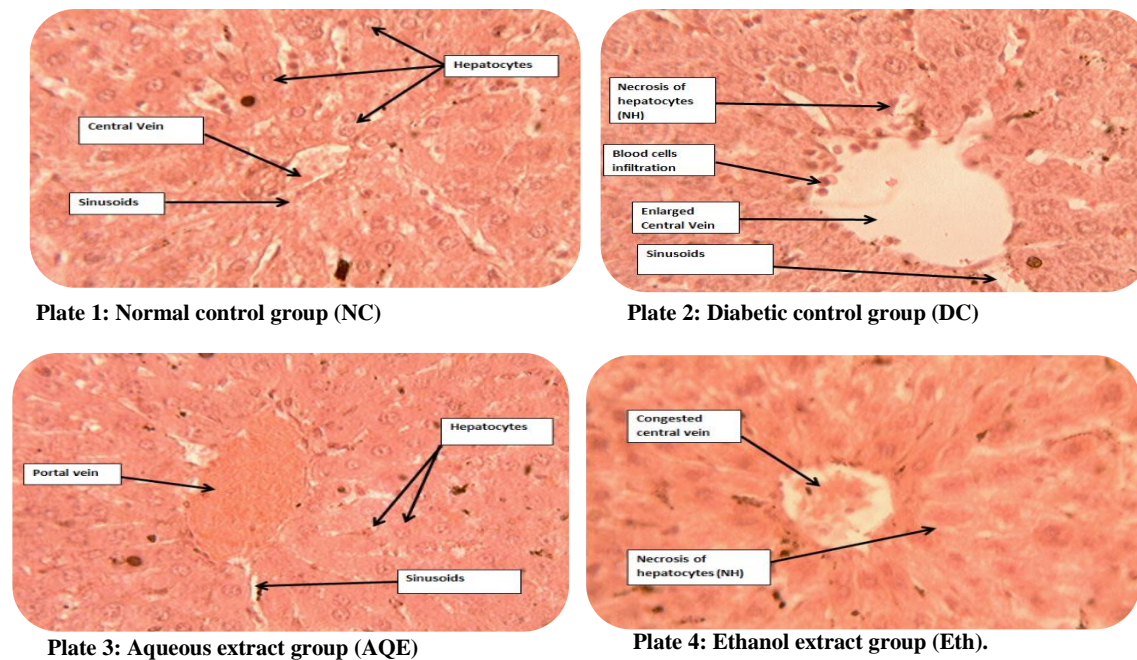 Hepatocytes
Central Vein
Sinusoids
Plate 1: Normal control group (NC)
Necrosis of
hepatocytes
(NH)
Blood cells
infiltration
Enlarged
Central Vein
Sinusoids
Plate 2: Diabetic control group (DC)
Hepatocytes
Portal vein
Sinusoids
Plate 3: Aqueous extract group (AQE)
Congested
central vein
Necrosis of
hepatocytes (NH)
Plate 4: Ethanol extract group (Eth).